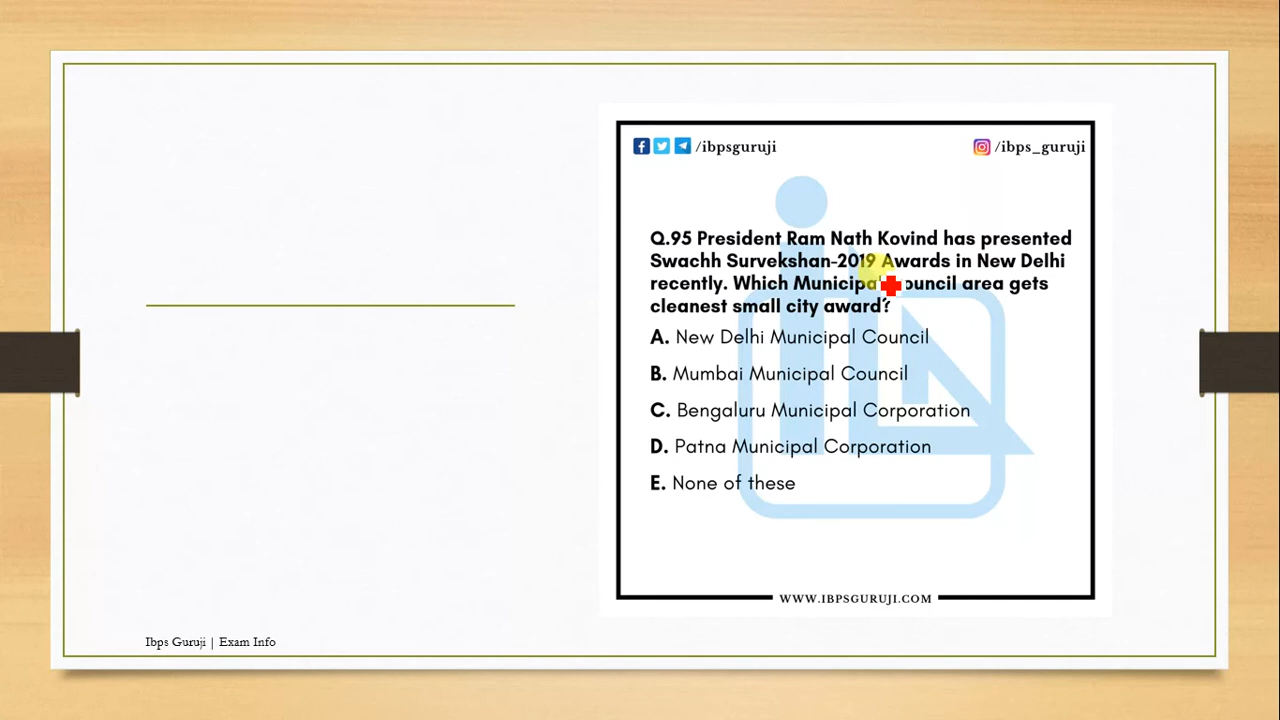 /ibpsguruji
/ibps_guruji
Q.95 President Ram Nath Kovind has presented
Swachh Survekshan-2019 Awards in New Delhi
recently. Which Municipa ouncil area gets
cleanest small city award?
A. New Delhi Municipal Council
B. Mumbai Municipal Council
C. Bengaluru Municipal Corporation
D. Patna Municipal Corporation
E. None of these
WWW.IBPSGURUJI.COM
Ibps Guruji | Exam Info